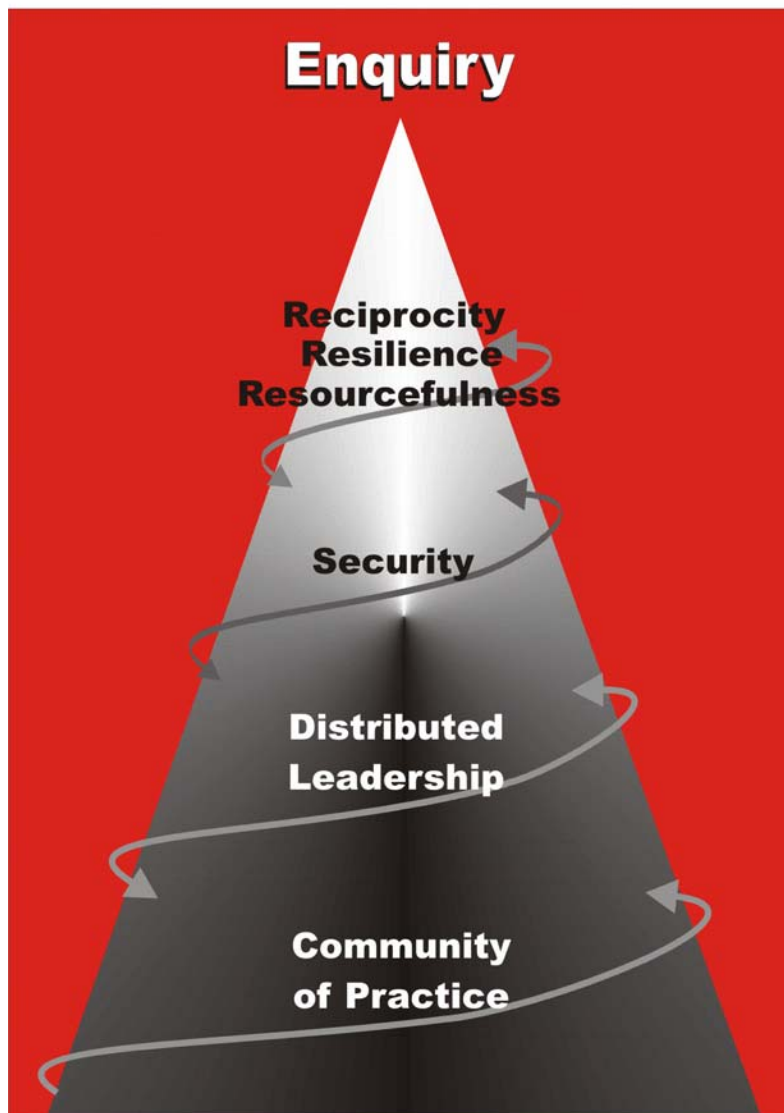 Enquiry
Reciprocity
Resilience
Resourcefulness
Security
Distributed
Leadership
Community
of Practice